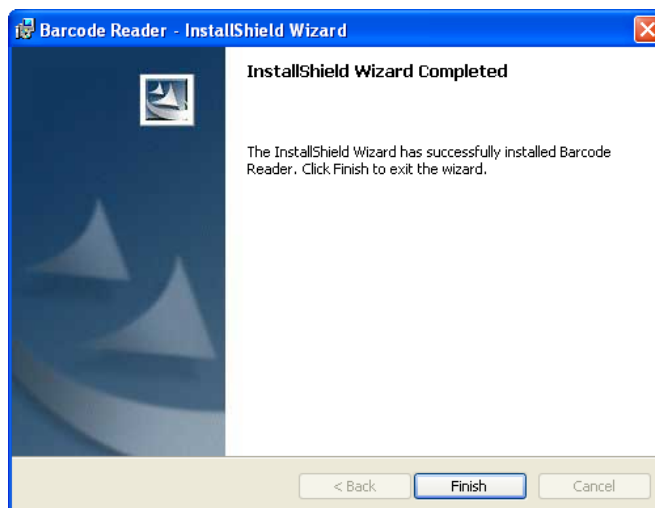 Barcode Reader - InstallShield Wizard
InstallShield Wizard Completed
The InstallShield Wizard has successfully installed Barcode
Reader. Click Finish to exit the wizard.
< Back Finish Cancel